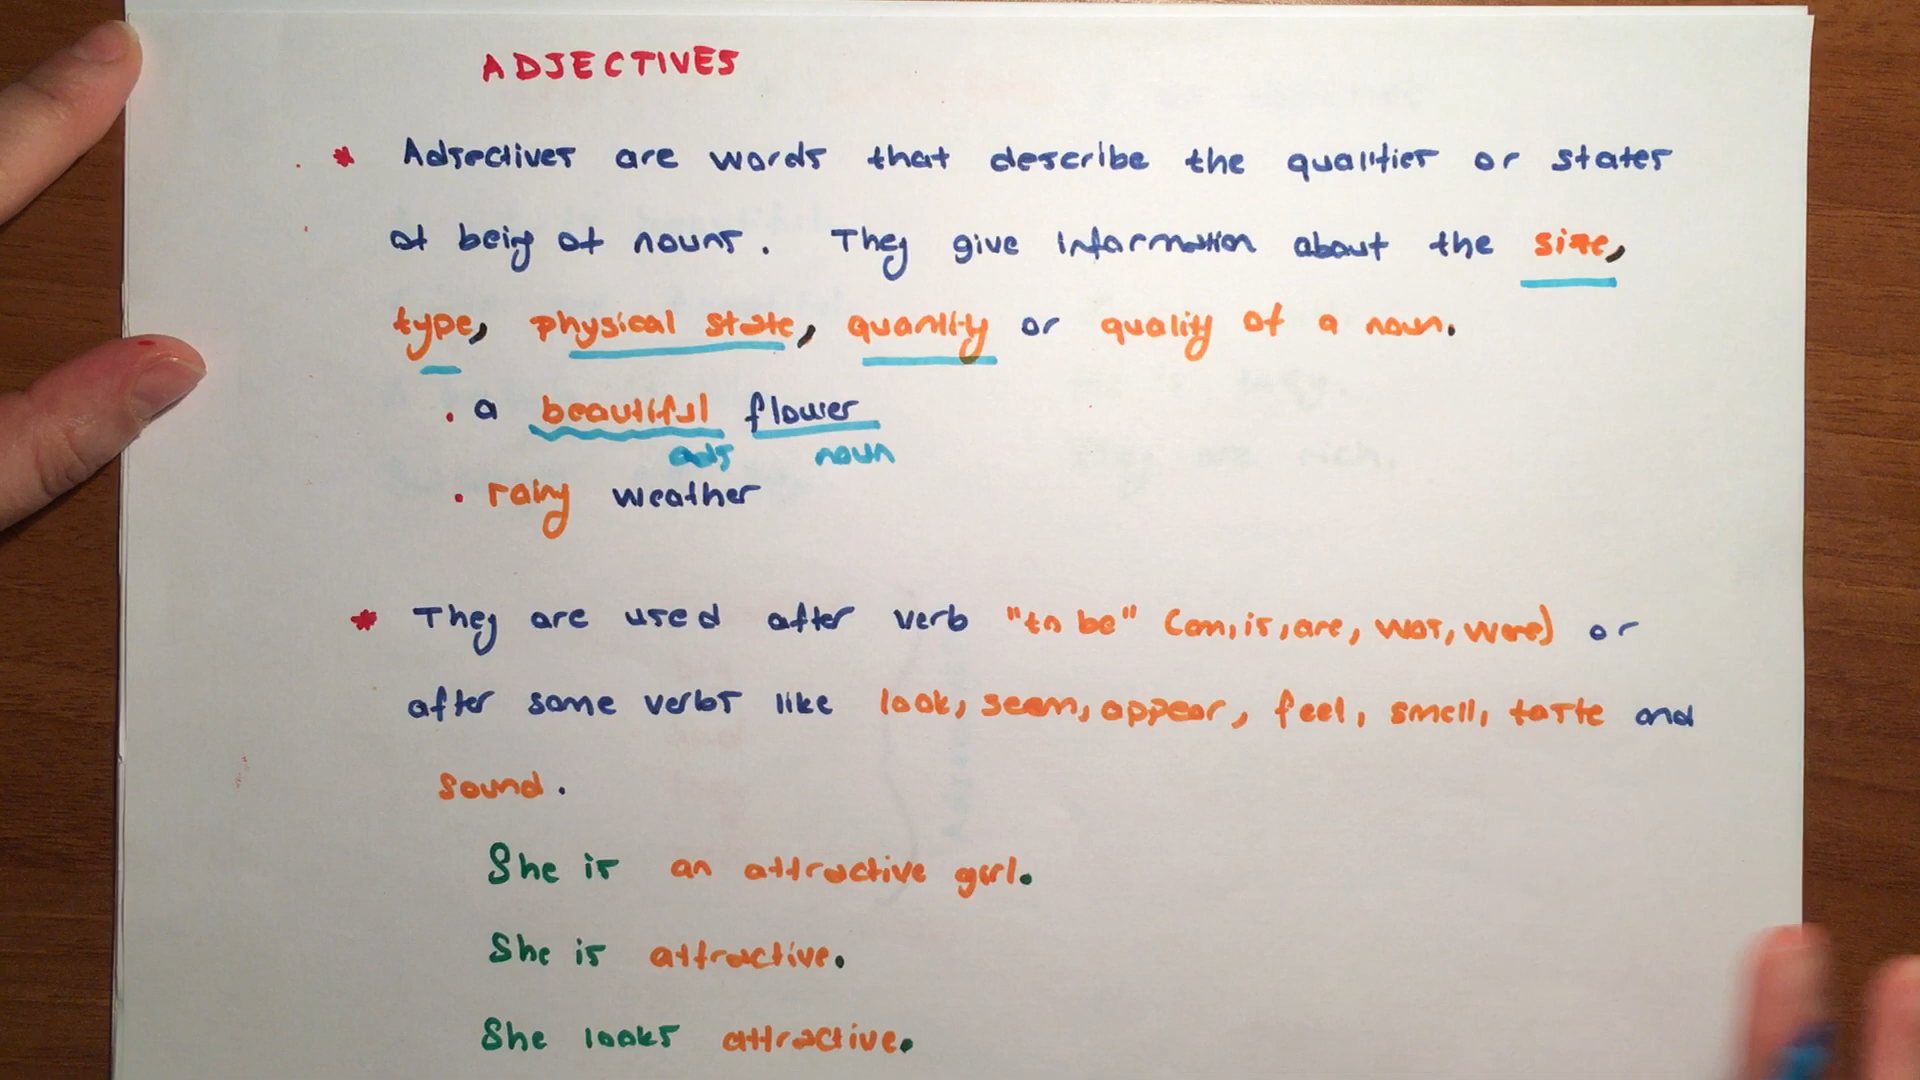 ADJECTIVES
* Adjectives are words that describe the qualities or states
of being of nouns. They give information about the size,
type, physical state, quantity or quality of a noun.
. a beautiful flower
adj noun
. rainy weather
* They are used after verb "to be" (am, is, are, was, were) or
after some verbs like look, seem, appear, feel, smell, taste and
sound.
She is an attractive girl.
She is attractive.
She looks attractive.